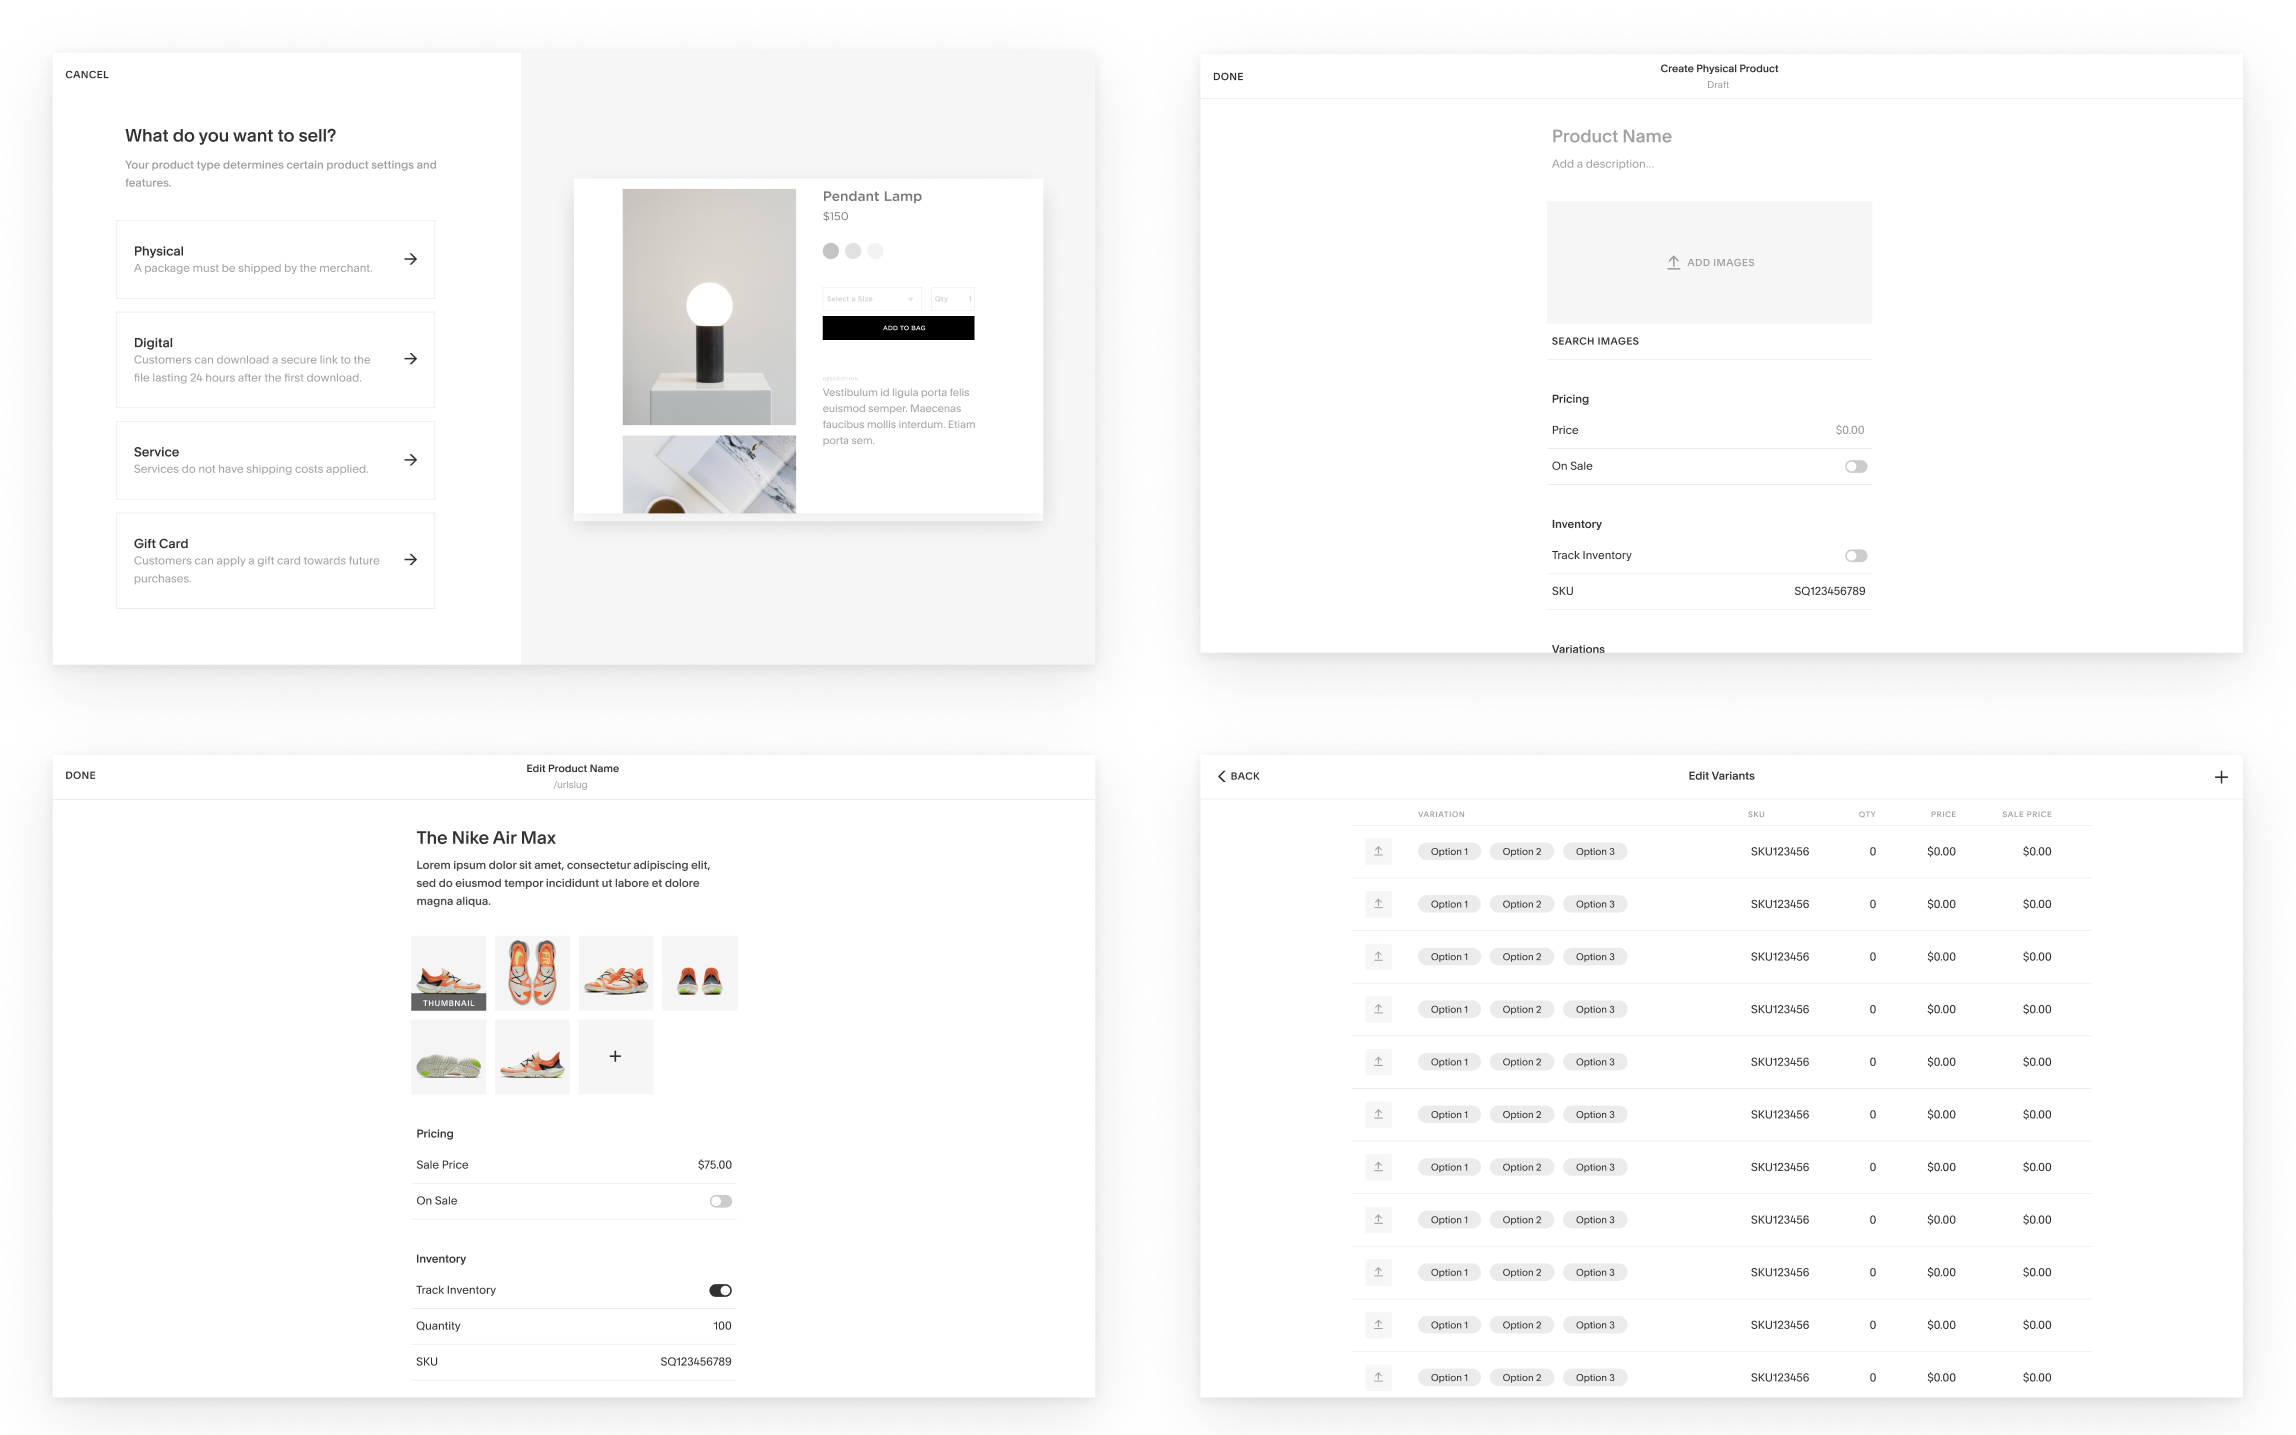 CANCEL
What do you want to sell?
Your product type determines certain product settings and
features.
Physical
A package must be shipped by the merchant.
Digital
Customers can download a secure link to the
file lasting 24 hours after the first download.
Service
Services do not have shipping costs applied.
Gift Card
Customers can apply a gift card towards future
purchases.
Pendant Lamp
$150
Select a Size
Qty 1
ADD TO BAG
DESCRIPTION
Vestibulum id ligula porta felis
euismod semper. Maecenas
faucibus mollis interdum. Etiam
porta sem.
DONE
Create Physical Product
Draft
Product Name
Add a description...
ADD IMAGES
SEARCH IMAGES
Pricing
Price $0.00
On Sale
Inventory
Track Inventory
SKU SQ123456789
Variations
DONE
Edit Product Name
/urlslug
The Nike Air Max
Lorem ipsum dolor sit amet, consectetur adipiscing elit,
sed do eiusmod tempor incididunt ut labore et dolore
magna aliqua.
THUMBNAIL
Pricing
Sale Price $75.00
On Sale
Inventory
Track Inventory
Quantity 100
SKU SQ123456789
BACK
Edit Variants
VARIATION SKU QTY PRICE SALE PRICE
Option 1 Option 2 Option 3 SKU123456 0 $0.00 $0.00
Option 1 Option 2 Option 3 SKU123456 0 $0.00 $0.00
Option 1 Option 2 Option 3 SKU123456 0 $0.00 $0.00
Option 1 Option 2 Option 3 SKU123456 0 $0.00 $0.00
Option 1 Option 2 Option 3 SKU123456 0 $0.00 $0.00
Option 1 Option 2 Option 3 SKU123456 0 $0.00 $0.00
Option 1 Option 2 Option 3 SKU123456 0 $0.00 $0.00
Option 1 Option 2 Option 3 SKU123456 0 $0.00 $0.00
Option 1 Option 2 Option 3 SKU123456 0 $0.00 $0.00
Option 1 Option 2 Option 3 SKU123456 0 $0.00 $0.00
Option 1 Option 2 Option 3 SKU123456 0 $0.00 $0.00